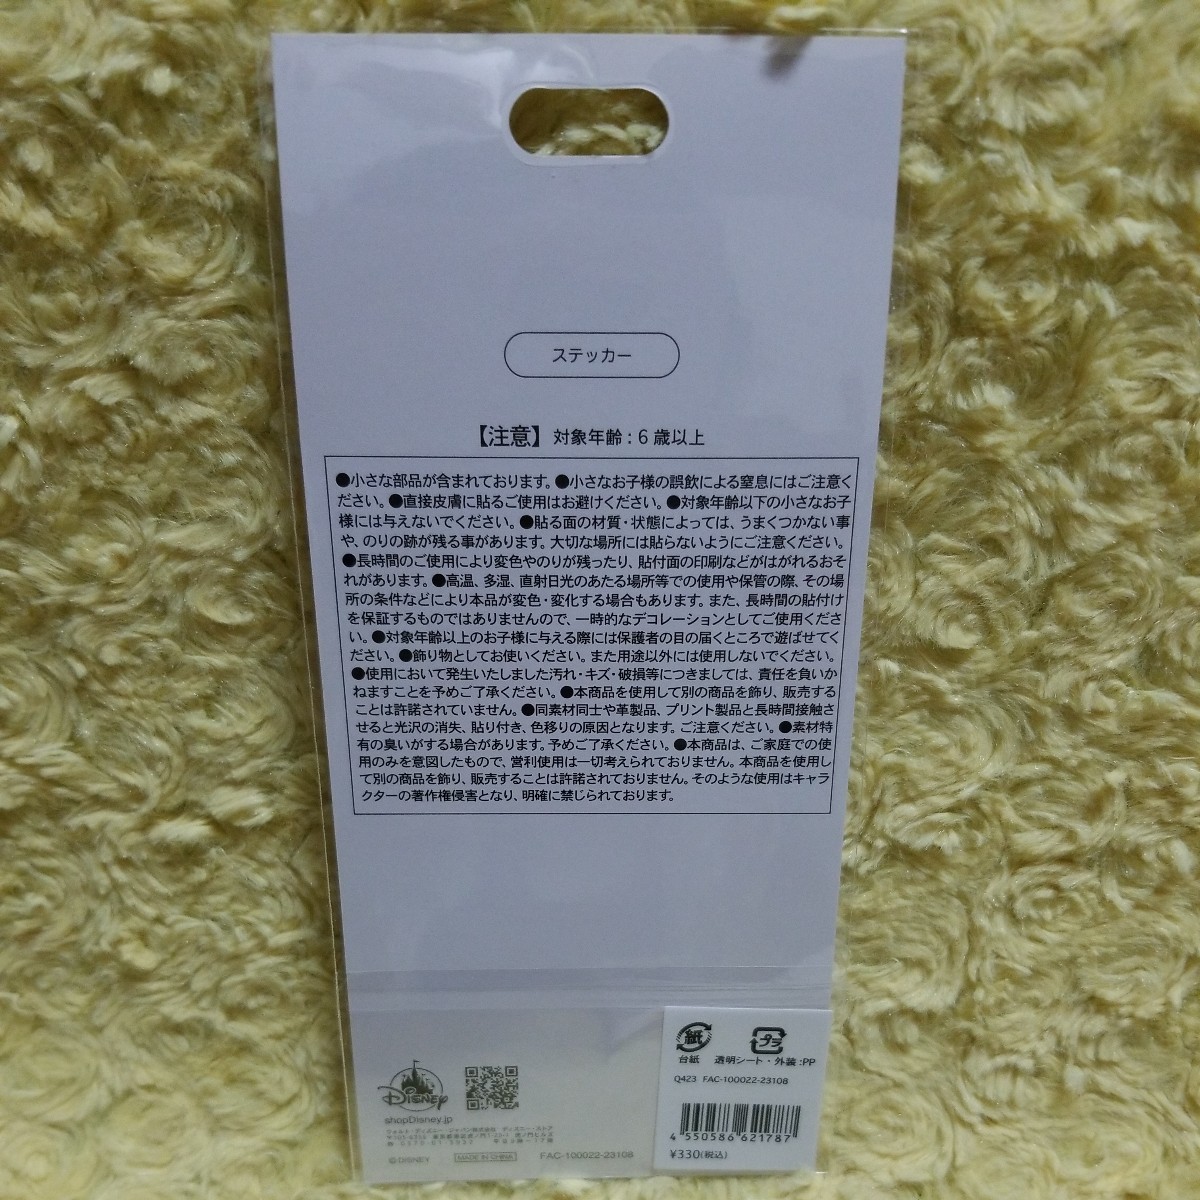 ステッカー
【注意】対象年齢:6歳以上
●小さな部品が含まれております。●小さなお子様の誤飲による窒息にはご注意く
ださい。●直接皮膚に貼るご使用はお避けください。●対象年齢以下の小さなお子
様には与えないでください。●貼る面の材質・状態によっては、うまくつかない事
や、のりの跡が残る事があります。大切な場所には貼らないようにご注意ください。
●長時間のご使用により変色やのりが残ったり、貼付面の印刷などがはがれるおそ
れがあります。●高温、多湿、直射日光のあたる場所等での使用や保管の際、その場
所の条件などにより本品が変色・変化する場合もあります。また、長時間の貼付け
を保証するものではありませんので、一時的なデコレーションとしてご使用くださ
い。●対象年齢以上のお子様に与える際には保護者の目の届くところで遊ばせてく
ださい。●飾り物としてお使いください。また用途以外には使用しないでください。
●使用において発生いたしました汚れ・キズ・破損等につきましては、責任を負いか
ねますことを予めご了承ください。●本商品を使用して別の商品を飾り、販売する
ことは許諾されていません。●同素材同士や革製品、プリント製品と長時間接触さ
せると光沢の消失、貼り付き、色移りの原因となります。ご注意ください。●素材特
有の臭いがする場合があります。予めご了承ください。●本商品は、ご家庭での使
用のみを意図したもので、営利使用は一切考えられておりません。本商品を使用し
て別の商品を飾り、販売することは許諾されておりません。そのような使用はキャラ
クターの著作権侵害となり、明確に禁じられております。
紙 プラ
台紙 透明シート・外装:PP
Q423 FAC-100022-23108
4 550586 621787
¥330(税込)
Disney
shopDisney.jp
ウォルト・ディズニー・ジャパン株式会社 ディズニーストア
©DISNEY MADE IN CHINA FAC-100022-23108